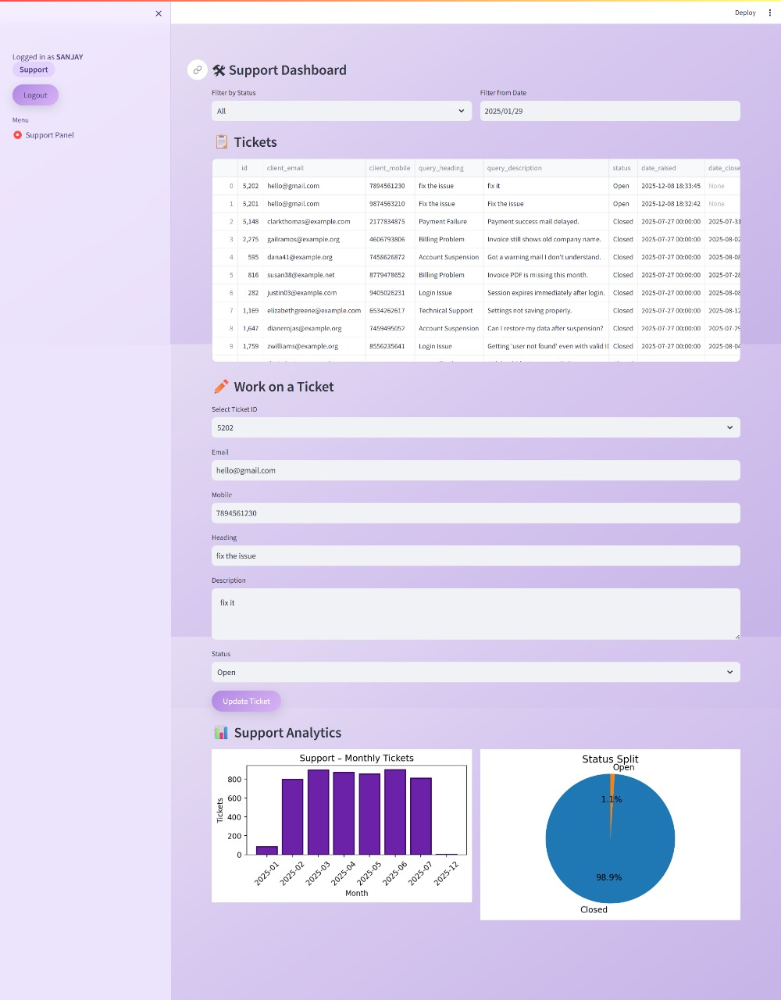 Deploy
Logged in as SANJAY
Support
Logout
Menu
Support Panel
🛠 Support Dashboard
Filter by Status Filter from Date
All 2025/01/29
📋 Tickets
id client_email client_mobile query_heading query_description status date_raised date_close
0 5,202 hello@gmail.com 7894561230 fix the issue fix it Open 2025-12-08 18:33:45 None
1 5,201 hello@gmail.com 9874563210 Fix the issue Fix the issue Open 2025-12-08 18:32:42 None
2 5,148 clarkthomas@example.com 2177834875 Payment Failure Payment success mail delayed. Closed 2025-07-27 00:00:00 2025-07-31
3 2,275 gailramos@example.org 4606793806 Billing Problem Invoice still shows old company name. Closed 2025-07-27 00:00:00 2025-08-02
4 595 dana41@example.org 7458626872 Account Suspension Got a warning mail I don't understand. Closed 2025-07-27 00:00:00 2025-08-08
5 816 susan38@example.net 8779478652 Billing Problem Invoice PDF is missing this month. Closed 2025-07-27 00:00:00 2025-07-28
6 282 justin03@example.com 9405026231 Login Issue Session expires immediately after login. Closed 2025-07-27 00:00:00 2025-08-08
7 1,169 elizabethgreene@example.com 6534262617 Technical Support Settings not saving properly. Closed 2025-07-27 00:00:00 2025-08-12
8 1,647 dianerojas@example.com 7459495052 Account Suspension Can I restore my data after suspension? Closed 2025-07-27 00:00:00 2025-07-29
9 1,759 zwilliams@example.org 8556235641 Login Issue Getting 'user not found' even with valid Closed 2025-07-27 00:00:00 2025-08-04
✏️ Work on a Ticket
Select Ticket ID
5202
Email
hello@gmail.com
Mobile
7894561230
Heading
fix the issue
Description
fix it
Status
Open
Update Ticket
📊 Support Analytics
Support – Monthly Tickets
Tickets
800
600
400
200
0
2025-01 2025-02 2025-03 2025-04 2025-05 2025-06 2025-07 2025-12
Month
Status Split
Open
1.1%
98.9%
Closed